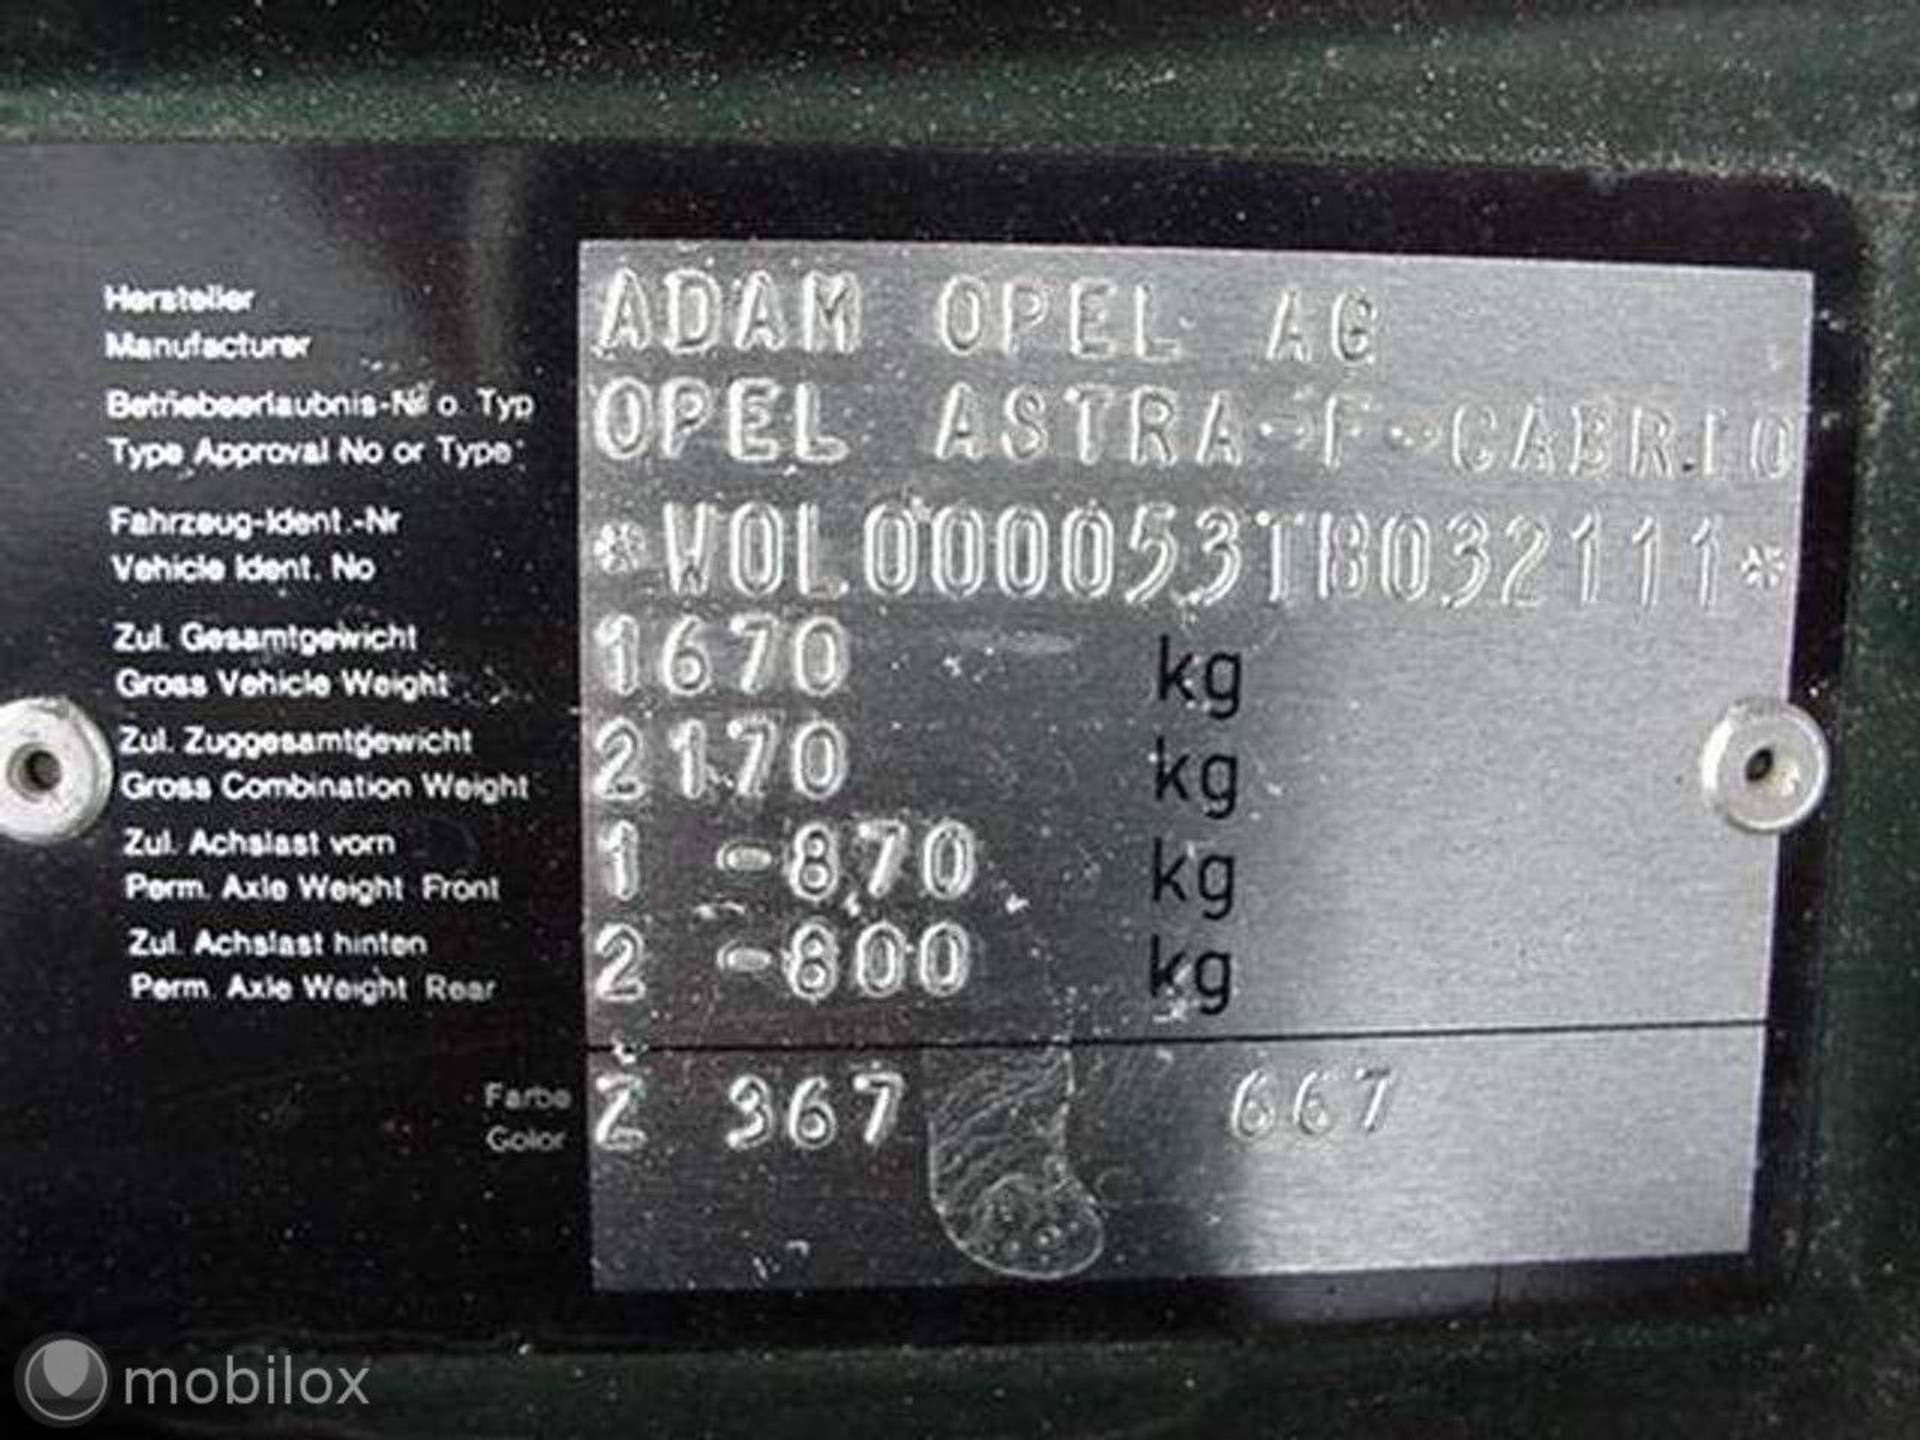 Hersteller
Manufacturer
ADAM OPEL AG
Betriebserlaubnis-Nr o. Typ
Type Approval No or Type:
OPEL ASTRA-F-CABRIO
Fahrzeug-Ident.-Nr
Vehicle Ident. No
*W0L000053TB032111*
Zul. Gesamtgewicht
Gross Vehicle Weight
1670 kg
Zul. Zuggesamtgewicht
Gross Combination Weight
2170 kg
Zul. Achslast vorn
Perm. Axle Weight Front
1 -870 kg
Zul. Achslast hinten
Perm. Axle Weight Rear
2 -800 kg
Farbe
Color
Z 367 667
mobilox